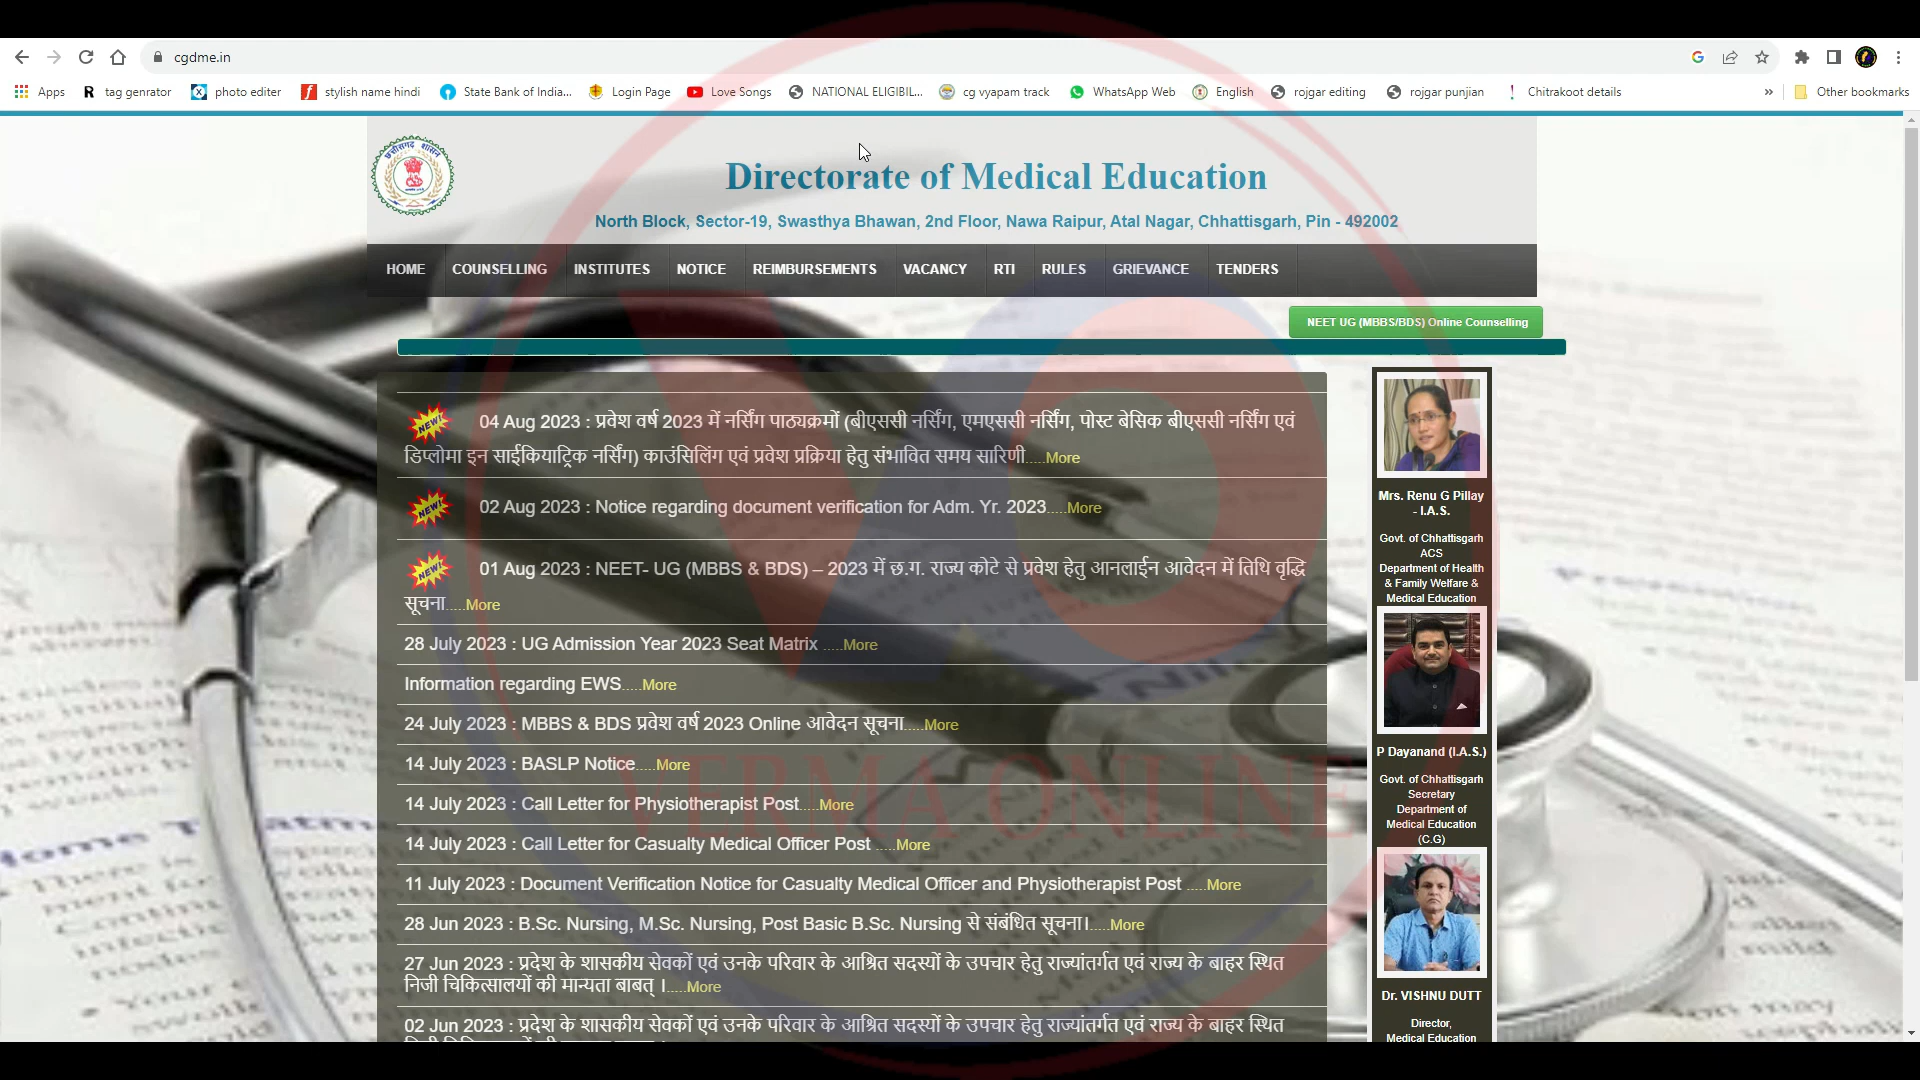 cgdme.in
Apps
tag genrator
photo editer
stylish name hindi
State Bank of India...
Login Page
Love Songs
NATIONAL ELIGIBIL...
cg vyapam track
WhatsApp Web
English
rojgar editing
rojgar punjian
Chitrakoot details
»
Other bookmarks
छत्तीसगढ़ शासन
Directorate of Medical Education
North Block, Sector-19, Swasthya Bhawan, 2nd Floor, Nawa Raipur, Atal Nagar, Chhattisgarh, Pin - 492002
HOME COUNSELLING INSTITUTES NOTICE REIMBURSEMENTS VACANCY RTI RULES GRIEVANCE TENDERS
NEET UG (MBBS/BDS) Online Counselling
NEW! 04 Aug 2023 : प्रवेश वर्ष 2023 में नर्सिंग पाठ्यक्रमों (बीएससी नर्सिंग, एमएससी नर्सिंग, पोस्ट बेसिक बीएससी नर्सिंग एवं
डिप्लोमा इन साईकियाट्रिक नर्सिंग) काउंसिलिंग एवं प्रवेश प्रक्रिया हेतु संभावित समय सारिणी.....More
NEW! 02 Aug 2023 : Notice regarding document verification for Adm. Yr. 2023.....More
NEW! 01 Aug 2023 : NEET- UG (MBBS & BDS) – 2023 में छ.ग. राज्य कोटे से प्रवेश हेतु आनलाईन आवेदन में तिथि वृद्धि
सूचना.....More
28 July 2023 : UG Admission Year 2023 Seat Matrix .....More
Information regarding EWS.....More
24 July 2023 : MBBS & BDS प्रवेश वर्ष 2023 Online आवेदन सूचना.....More
14 July 2023 : BASLP Notice.....More
14 July 2023 : Call Letter for Physiotherapist Post.....More
14 July 2023 : Call Letter for Casualty Medical Officer Post .....More
11 July 2023 : Document Verification Notice for Casualty Medical Officer and Physiotherapist Post .....More
28 Jun 2023 : B.Sc. Nursing, M.Sc. Nursing, Post Basic B.Sc. Nursing से संबंधित सूचना।.....More
27 Jun 2023 : प्रदेश के शासकीय सेवकों एवं उनके परिवार के आश्रित सदस्यों के उपचार हेतु राज्यांतर्गत एवं राज्य के बाहर स्थित
निजी चिकित्सालयों की मान्यता बाबत् ।.....More
02 Jun 2023 : प्रदेश के शासकीय सेवकों एवं उनके परिवार के आश्रित सदस्यों के उपचार हेतु राज्यांतर्गत एवं राज्य के बाहर स्थित
Mrs. Renu G Pillay
- I.A.S.
Govt. of Chhattisgarh
ACS
Department of Health
& Family Welfare &
Medical Education
P Dayanand (I.A.S.)
Govt. of Chhattisgarh
Secretary
Department of
Medical Education
(C.G)
Dr. VISHNU DUTT
Director,
Medical Education
VERMA ONLINE